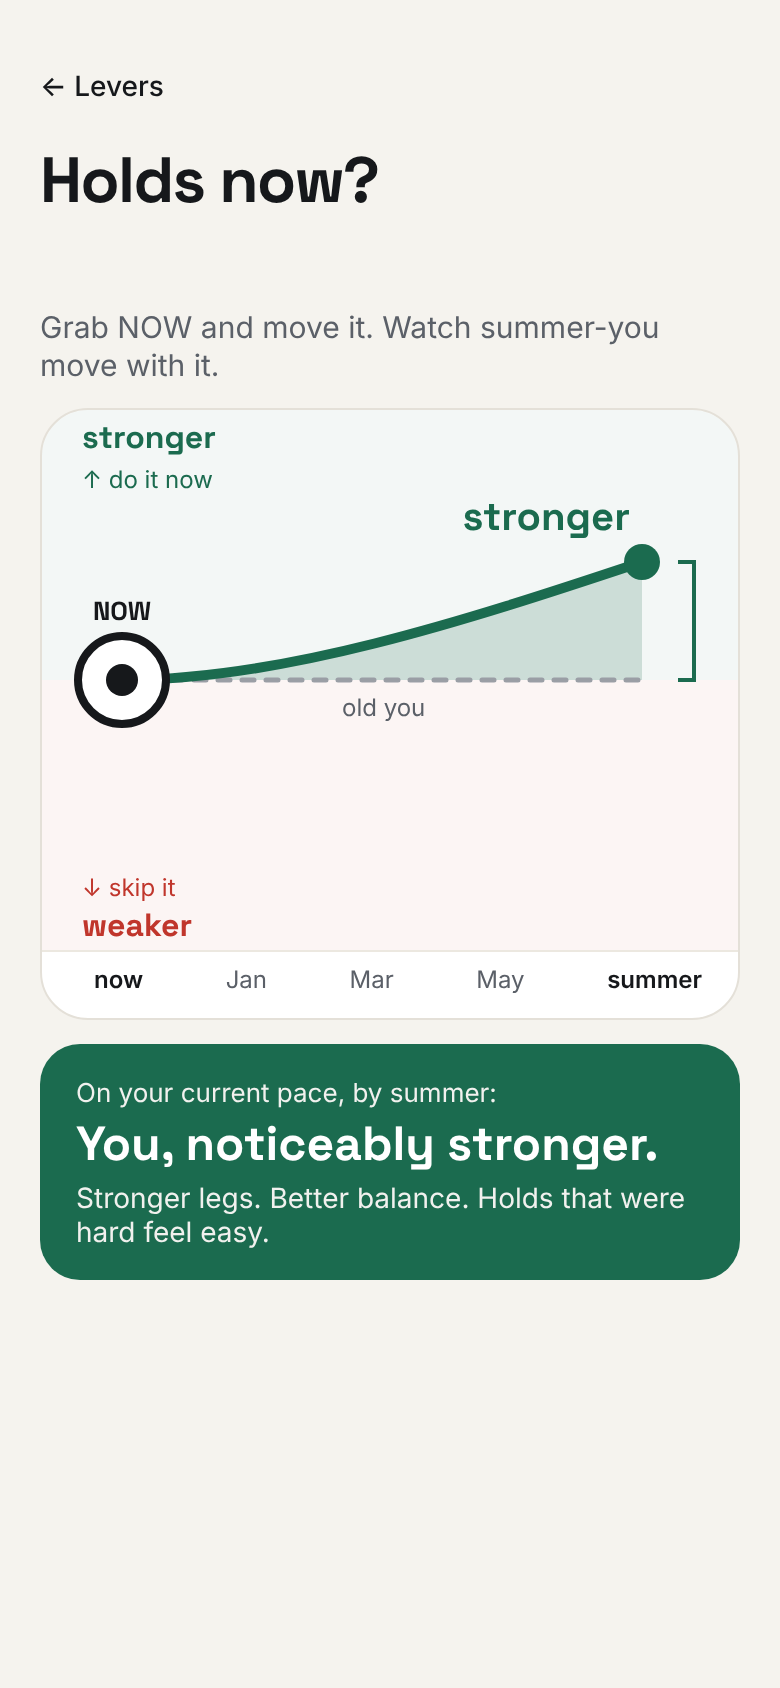 ← Levers
Holds now?
Grab NOW and move it. Watch summer-you
move with it.
stronger
↑ do it now
stronger
NOW
old you
↓ skip it
weaker
now Jan Mar May summer
On your current pace, by summer:
You, noticeably stronger.
Stronger legs. Better balance. Holds that were
hard feel easy.